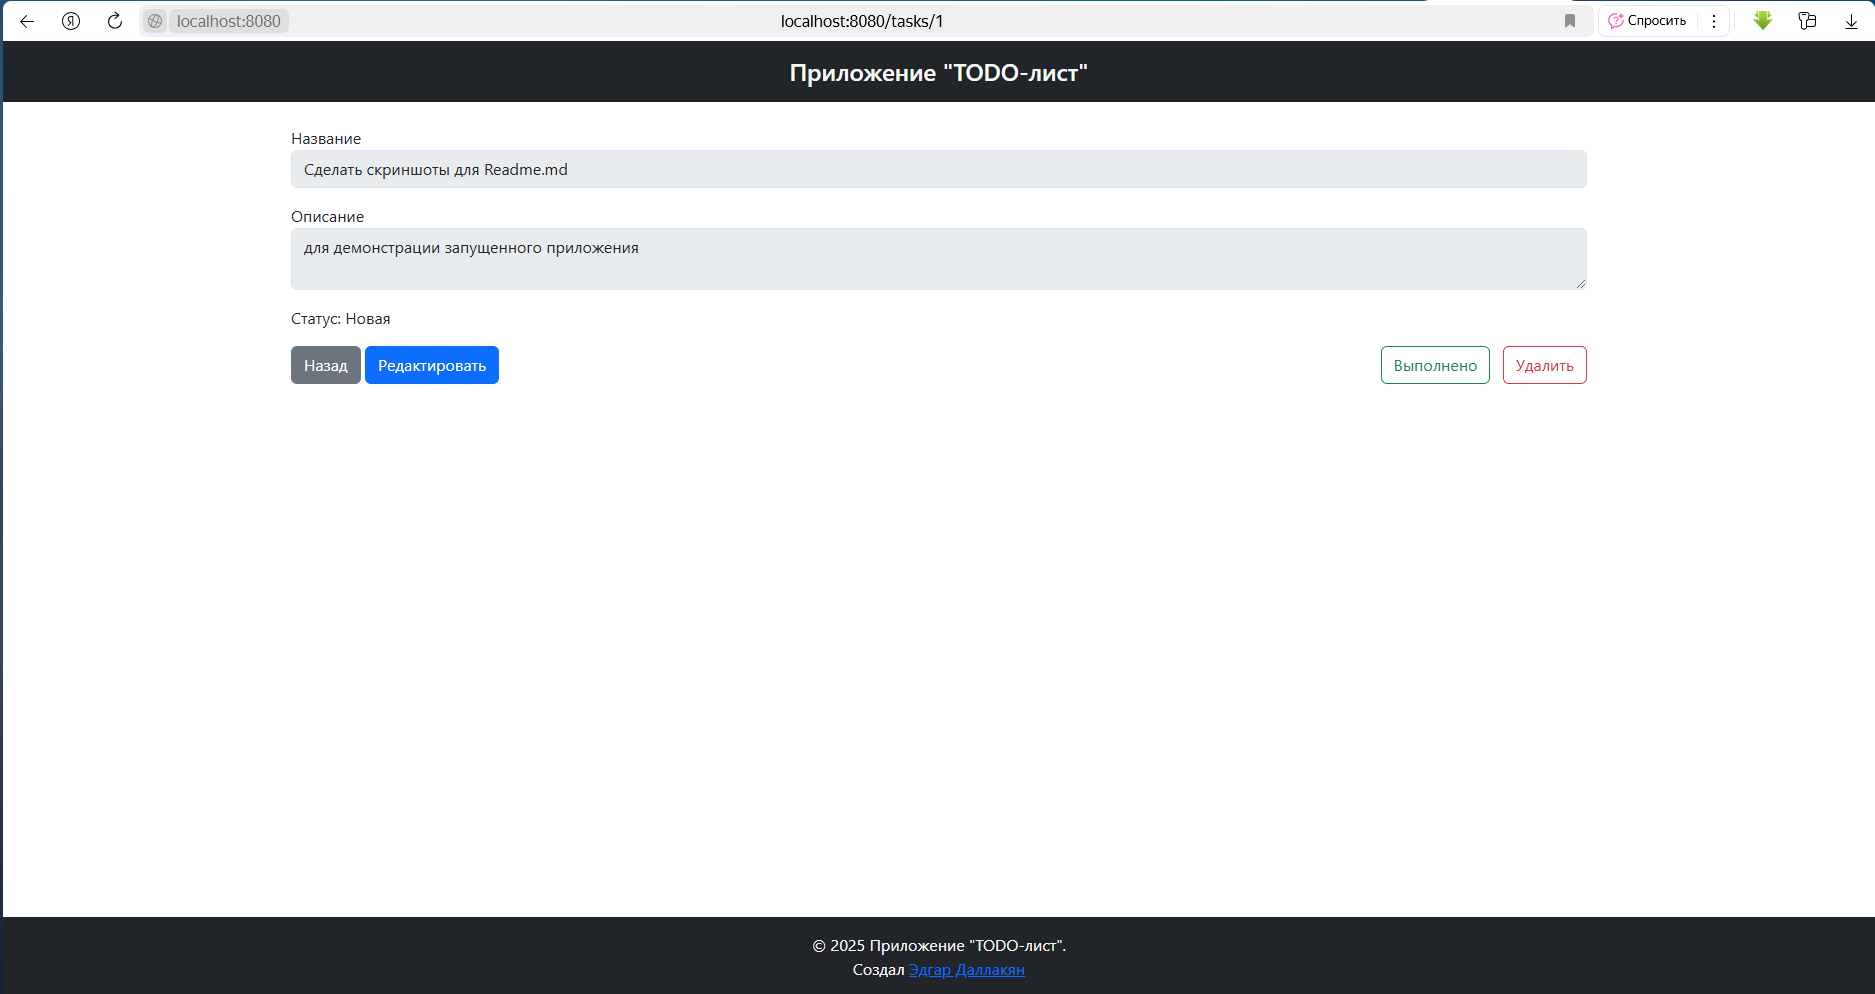 localhost:8080 localhost:8080/tasks/1 Спросить
Приложение "TODO-лист"
Название
Сделать скриншоты для Readme.md
Описание
для демонстрации запущенного приложения
Статус: Новая
Назад Редактировать Выполнено Удалить
© 2025 Приложение "TODO-лист".
Создал Эдгар Даллакян